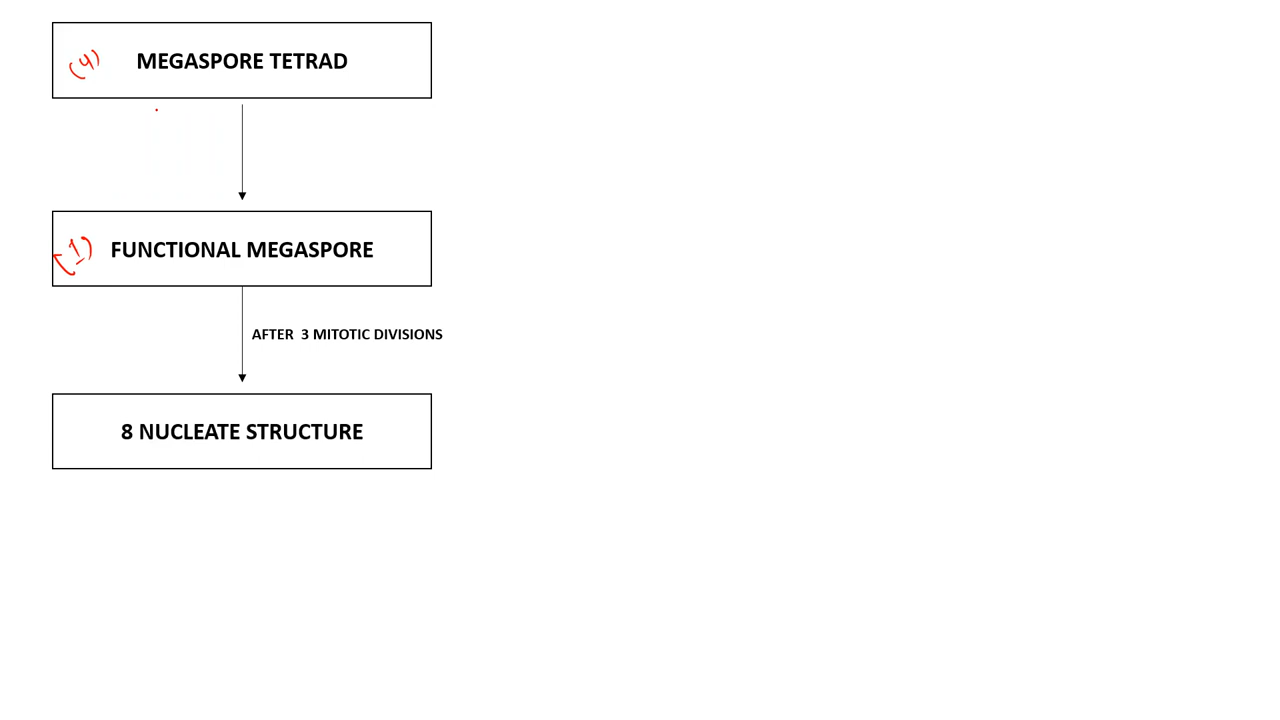 (4) MEGASPORE TETRAD
(1) FUNCTIONAL MEGASPORE
AFTER 3 MITOTIC DIVISIONS
8 NUCLEATE STRUCTURE